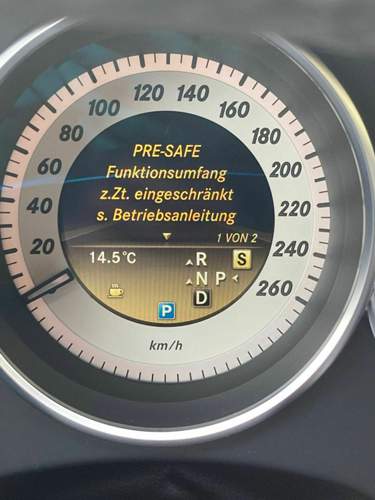 120
100 140
80 160
60 180
40 200
20 220
240
260
PRE-SAFE
Funktionsumfang
z.Zt. eingeschränkt
s. Betriebsanleitung
1 VON 2
14.5°C R S
N P
D
P
km/h